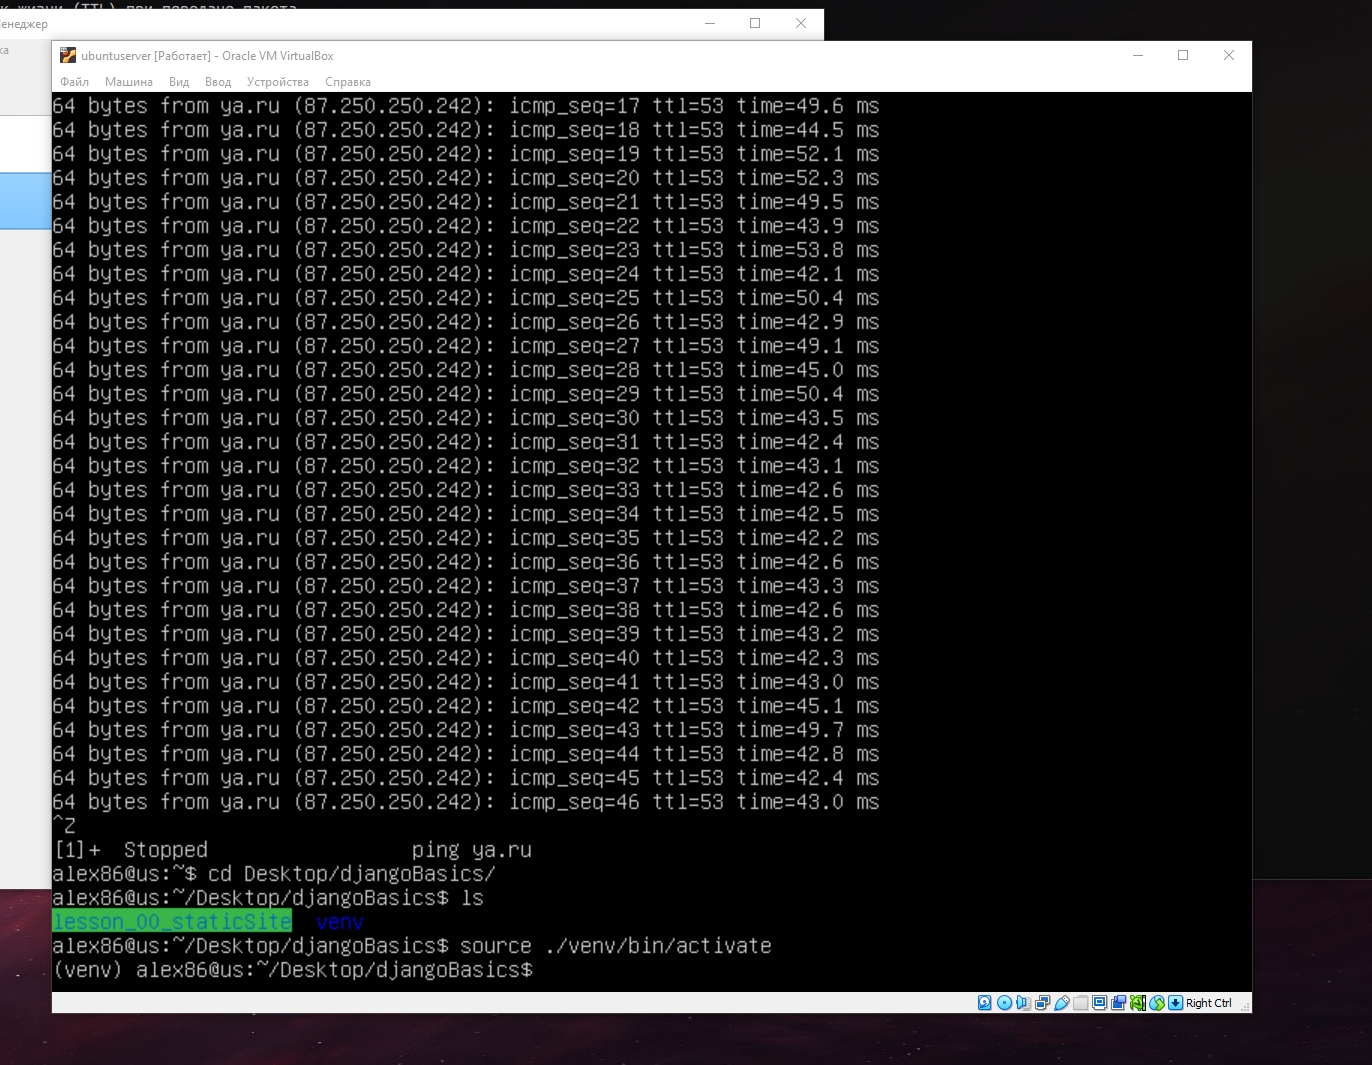 к жизни (TTL) при передаче пакета
енеджер
ка
ubuntuserver [Работает] - Oracle VM VirtualBox
Файл Машина Вид Ввод Устройства Справка
64 bytes from ya.ru (87.250.250.242): icmp_seq=17 ttl=53 time=49.6 ms
64 bytes from ya.ru (87.250.250.242): icmp_seq=18 ttl=53 time=44.5 ms
64 bytes from ya.ru (87.250.250.242): icmp_seq=19 ttl=53 time=52.1 ms
64 bytes from ya.ru (87.250.250.242): icmp_seq=20 ttl=53 time=52.3 ms
64 bytes from ya.ru (87.250.250.242): icmp_seq=21 ttl=53 time=49.5 ms
64 bytes from ya.ru (87.250.250.242): icmp_seq=22 ttl=53 time=43.9 ms
64 bytes from ya.ru (87.250.250.242): icmp_seq=23 ttl=53 time=53.8 ms
64 bytes from ya.ru (87.250.250.242): icmp_seq=24 ttl=53 time=42.1 ms
64 bytes from ya.ru (87.250.250.242): icmp_seq=25 ttl=53 time=50.4 ms
64 bytes from ya.ru (87.250.250.242): icmp_seq=26 ttl=53 time=42.9 ms
64 bytes from ya.ru (87.250.250.242): icmp_seq=27 ttl=53 time=49.1 ms
64 bytes from ya.ru (87.250.250.242): icmp_seq=28 ttl=53 time=45.0 ms
64 bytes from ya.ru (87.250.250.242): icmp_seq=29 ttl=53 time=50.4 ms
64 bytes from ya.ru (87.250.250.242): icmp_seq=30 ttl=53 time=43.5 ms
64 bytes from ya.ru (87.250.250.242): icmp_seq=31 ttl=53 time=42.4 ms
64 bytes from ya.ru (87.250.250.242): icmp_seq=32 ttl=53 time=43.1 ms
64 bytes from ya.ru (87.250.250.242): icmp_seq=33 ttl=53 time=42.6 ms
64 bytes from ya.ru (87.250.250.242): icmp_seq=34 ttl=53 time=42.5 ms
64 bytes from ya.ru (87.250.250.242): icmp_seq=35 ttl=53 time=42.2 ms
64 bytes from ya.ru (87.250.250.242): icmp_seq=36 ttl=53 time=42.6 ms
64 bytes from ya.ru (87.250.250.242): icmp_seq=37 ttl=53 time=43.3 ms
64 bytes from ya.ru (87.250.250.242): icmp_seq=38 ttl=53 time=42.6 ms
64 bytes from ya.ru (87.250.250.242): icmp_seq=39 ttl=53 time=43.2 ms
64 bytes from ya.ru (87.250.250.242): icmp_seq=40 ttl=53 time=42.3 ms
64 bytes from ya.ru (87.250.250.242): icmp_seq=41 ttl=53 time=43.0 ms
64 bytes from ya.ru (87.250.250.242): icmp_seq=42 ttl=53 time=45.1 ms
64 bytes from ya.ru (87.250.250.242): icmp_seq=43 ttl=53 time=49.7 ms
64 bytes from ya.ru (87.250.250.242): icmp_seq=44 ttl=53 time=42.8 ms
64 bytes from ya.ru (87.250.250.242): icmp_seq=45 ttl=53 time=42.4 ms
64 bytes from ya.ru (87.250.250.242): icmp_seq=46 ttl=53 time=43.0 ms
^Z
[1]+ Stopped ping ya.ru
alex86@us:~$ cd Desktop/djangoBasics/
alex86@us:~/Desktop/djangoBasics$ ls
lesson_00_staticSite venv
alex86@us:~/Desktop/djangoBasics$ source ./venv/bin/activate
(venv) alex86@us:~/Desktop/djangoBasics$
Right Ctrl